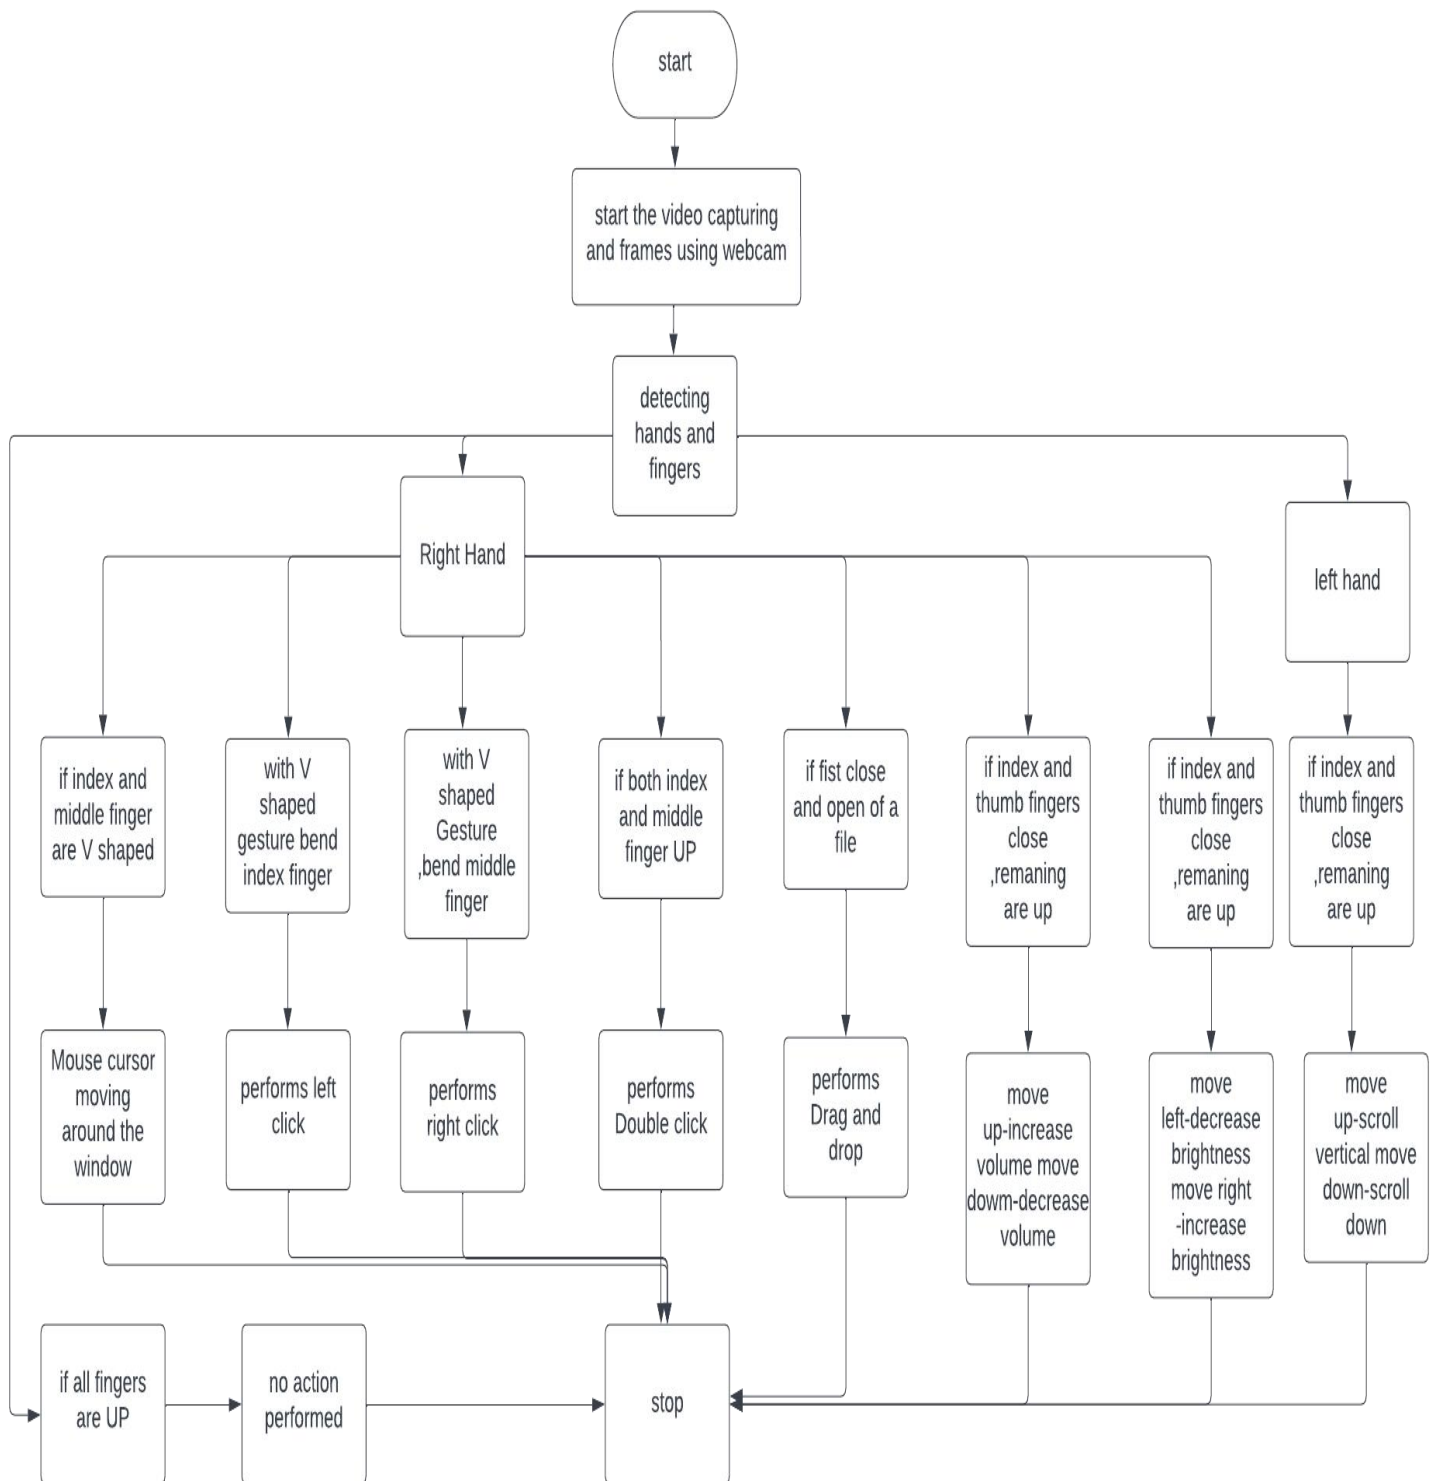 start
start the video capturing
and frames using webcam
detecting
hands and
fingers
Right Hand
left hand
if index and
middle finger
are V shaped
with V
shaped
gesture bend
index finger
with V
shaped
Gesture
,bend middle
finger
if both index
and middle
finger UP
if fist close
and open of a
file
if index and
thumb fingers
close
,remaning
are up
if index and
thumb fingers
close
,remaning
are up
if index and
thumb fingers
close
,remaning
are up
Mouse cursor
moving
around the
window
performs left
click
performs
right click
performs
Double click
performs
Drag and
drop
move
up-increase
volume move
dowm-decrease
volume
move
left-decrease
brightness
move right
-increase
brightness
move
up-scroll
vertical move
down-scroll
down
if all fingers
are UP
no action
performed
stop